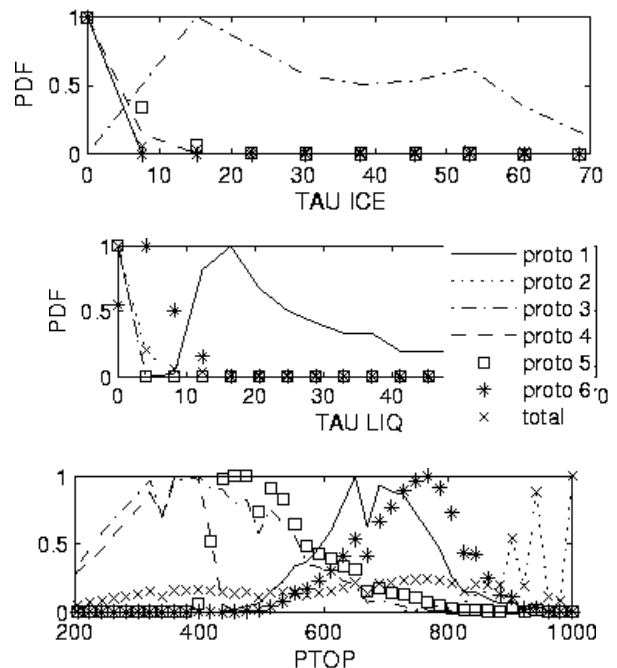 1
PDF
0.5
0
0 10 20 30 40 50 60 70
TAU ICE
1
PDF
0.5
0
0 10 20 30 40 0
TAU LIQ
proto 1
proto 2
proto 3
proto 4
proto 5
proto 6
total
1
0.5
0
200 400 600 800 1000
PTOP